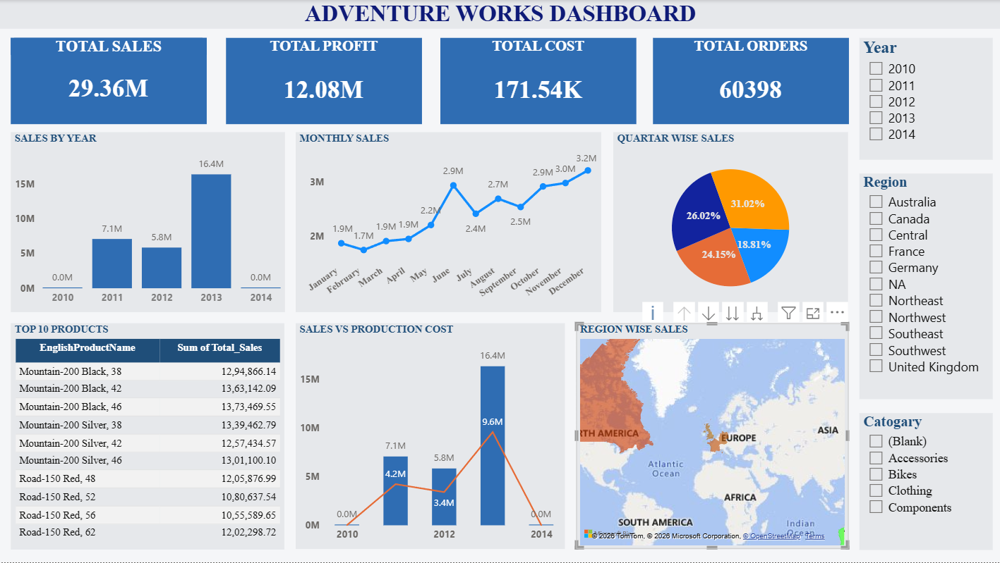 ADVENTURE WORKS DASHBOARD
TOTAL SALES
29.36M
TOTAL PROFIT
12.08M
TOTAL COST
171.54K
TOTAL ORDERS
60398
Year
2010
2011
2012
2013
2014
SALES BY YEAR
15M
10M
5M
0M
0.0M
7.1M
5.8M
16.4M
0.0M
2010 2011 2012 2013 2014
MONTHLY SALES
3M
2M
1.9M 1.7M 1.9M 1.9M 2.2M 2.9M 2.4M 2.7M 2.5M 2.9M 3.0M 3.2M
January February March April May June July August September October November December
QUARTAR WISE SALES
31.02%
18.81%
24.15%
26.02%
Region
Australia
Canada
Central
France
Germany
NA
Northeast
Northwest
Southeast
Southwest
United Kingdom
TOP 10 PRODUCTS
EnglishProductName Sum of Total_Sales
Mountain-200 Black, 38 12,94,866.14
Mountain-200 Black, 42 13,63,142.09
Mountain-200 Black, 46 13,73,469.55
Mountain-200 Silver, 38 13,39,462.79
Mountain-200 Silver, 42 12,57,434.57
Mountain-200 Silver, 46 13,01,100.10
Road-150 Red, 48 12,05,876.99
Road-150 Red, 52 10,80,637.54
Road-150 Red, 56 10,55,589.65
Road-150 Red, 62 12,02,298.72
SALES VS PRODUCTION COST
15M
10M
5M
0M
0.0M
7.1M
4.2M
5.8M
3.4M
16.4M
9.6M
0.0M
2010 2012 2014
REGION WISE SALES
RTH AMERICA
EUROPE
ASIA
Atlantic
Ocean
AFRICA
SOUTH AMERICA
Indian
Ocean
© 2026 TomTom, © 2026 Microsoft Corporation, © OpenStreetMap Terms
Catogary
(Blank)
Accessories
Bikes
Clothing
Components